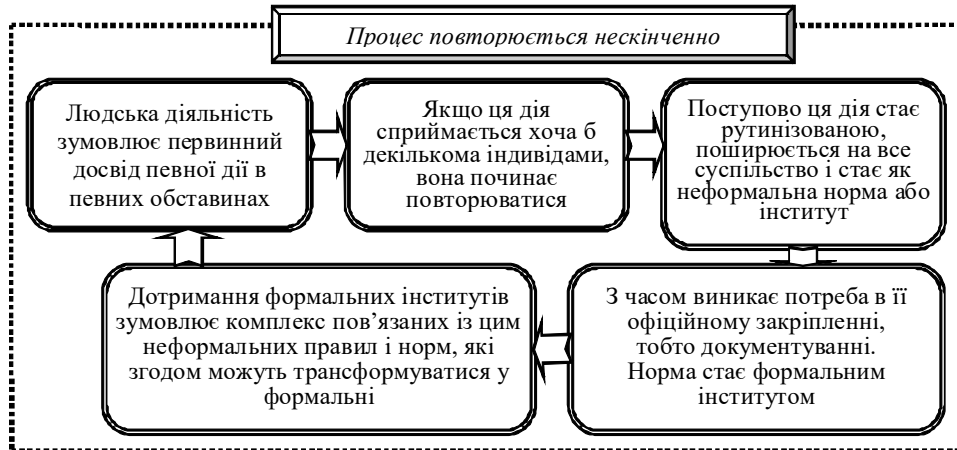 Процес повторюється нескінченно
Людська діяльність
зумовлює первинний
досвід певної дії в
певних обставинах
Якщо ця дія
сприймається хоча б
декількома індивідами,
вона починає
повторюватися
Поступово ця дія стає
рутинізованою,
поширюється на все
суспільство і стає як
неформальна норма або
інститут
З часом виникає потреба в її
офіційному закріпленні,
тобто документуванні.
Норма стає формальним
інститутом
Дотримання формальних інститутів
зумовлює комплекс пов’язаних із цим
неформальних правил і норм, які
згодом можуть трансформуватися у
формальні